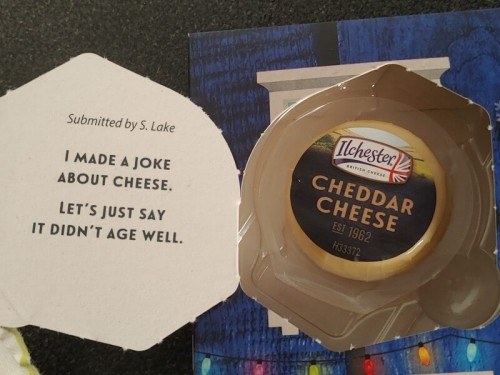 Submitted by S. Lake
I MADE A JOKE
ABOUT CHEESE.
LET'S JUST SAY
IT DIDN'T AGE WELL.
Ilchester
BRITISH CHEESE
CHEDDAR
CHEESE
EST 1962
H33372